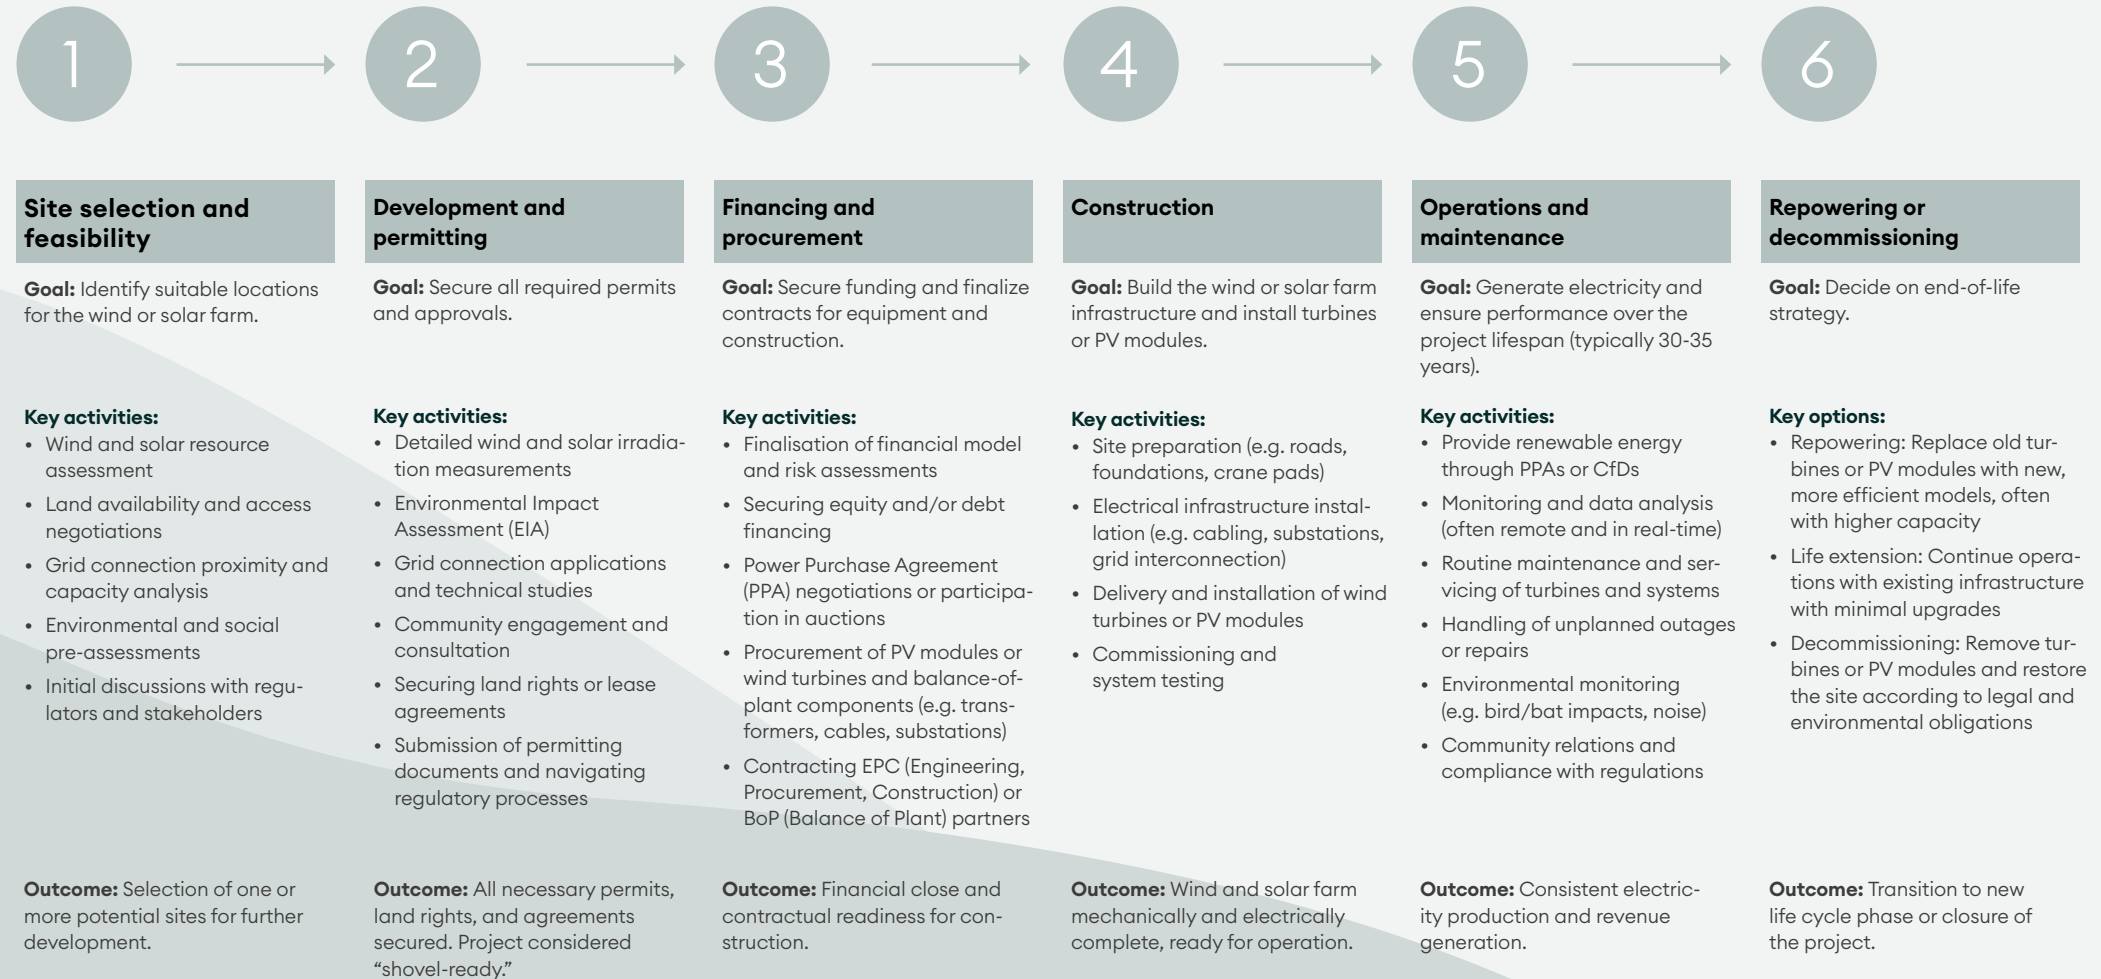 1
2
3
4
5
6
Site selection and
feasibility
Goal: Identify suitable locations
for the wind or solar farm.
Key activities:
• Wind and solar resource
assessment
• Land availability and access
negotiations
• Grid connection proximity and
capacity analysis
• Environmental and social
pre-assessments
• Initial discussions with regu-
lators and stakeholders
Outcome: Selection of one or
more potential sites for further
development.
Development and
permitting
Goal: Secure all required permits
and approvals.
Key activities:
• Detailed wind and solar irradia-
tion measurements
• Environmental Impact
Assessment (EIA)
• Grid connection applications
and technical studies
• Community engagement and
consultation
• Securing land rights or lease
agreements
• Submission of permitting
documents and navigating
regulatory processes
Outcome: All necessary permits,
land rights, and agreements
secured. Project considered
“shovel-ready.”
Financing and
procurement
Goal: Secure funding and finalize
contracts for equipment and
construction.
Key activities:
• Finalisation of financial model
and risk assessments
• Securing equity and/or debt
financing
• Power Purchase Agreement
(PPA) negotiations or participa-
tion in auctions
• Procurement of PV modules or
wind turbines and balance-of-
plant components (e.g. trans-
formers, cables, substations)
• Contracting EPC (Engineering,
Procurement, Construction) or
BoP (Balance of Plant) partners
Outcome: Financial close and
contractual readiness for con-
struction.
Construction
Goal: Build the wind or solar farm
infrastructure and install turbines
or PV modules.
Key activities:
• Site preparation (e.g. roads,
foundations, crane pads)
• Electrical infrastructure instal-
lation (e.g. cabling, substations,
grid interconnection)
• Delivery and installation of wind
turbines or PV modules
• Commissioning and
system testing
Outcome: Wind and solar farm
mechanically and electrically
complete, ready for operation.
Operations and
maintenance
Goal: Generate electricity and
ensure performance over the
project lifespan (typically 30-35
years).
Key activities:
• Provide renewable energy
through PPAs or CfDs
• Monitoring and data analysis
(often remote and in real-time)
• Routine maintenance and ser-
vicing of turbines and systems
• Handling of unplanned outages
or repairs
• Environmental monitoring
(e.g. bird/bat impacts, noise)
• Community relations and
compliance with regulations
Outcome: Consistent electric-
ity production and revenue
generation.
Repowering or
decommissioning
Goal: Decide on end-of-life
strategy.
Key options:
• Repowering: Replace old tur-
bines or PV modules with new,
more efficient models, often
with higher capacity
• Life extension: Continue opera-
tions with existing infrastructure
with minimal upgrades
• Decommissioning: Remove tur-
bines or PV modules and restore
the site according to legal and
environmental obligations
Outcome: Transition to new
life cycle phase or closure of
the project.